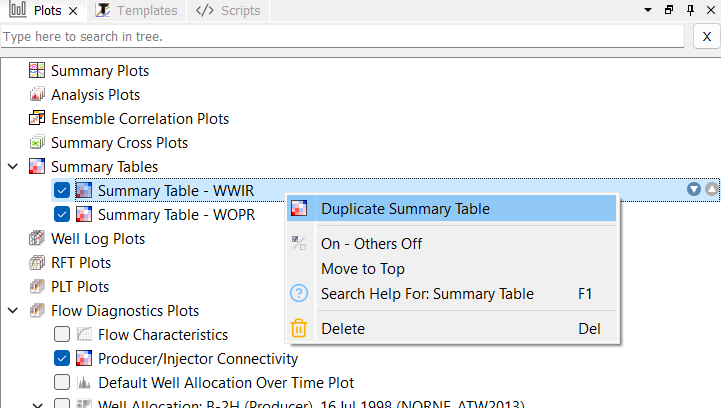 Plots Templates Scripts
Type here to search in tree. X
Summary Plots
Analysis Plots
Ensemble Correlation Plots
Summary Cross Plots
Summary Tables
Summary Table - WWIR
Summary Table - WOPR
Duplicate Summary Table
On - Others Off
Move to Top
Search Help For: Summary Table F1
Delete Del
Well Log Plots
RFT Plots
PLT Plots
Flow Diagnostics Plots
Flow Characteristics
Producer/Injector Connectivity
Default Well Allocation Over Time Plot
Well Allocation: B-2H (Producer), 16 Jul 1998 (NORNE_ATW2013)